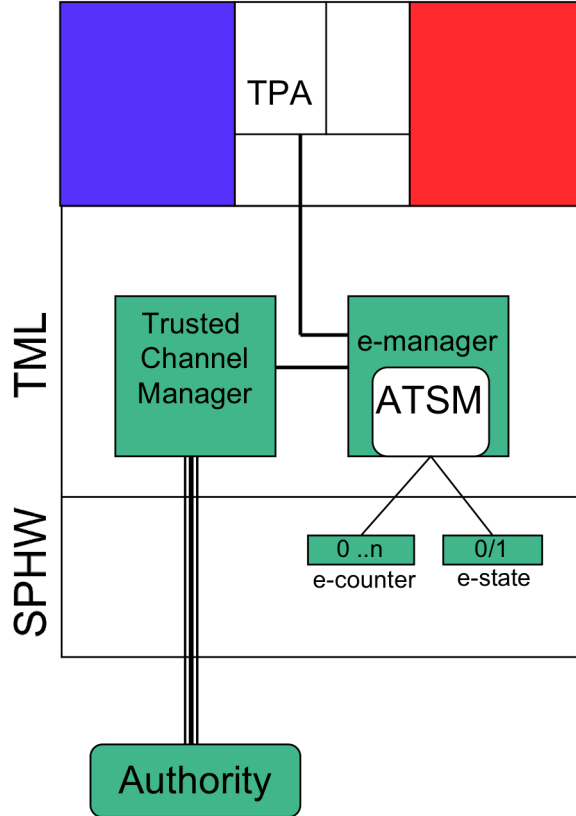 TPA
TML
Trusted
Channel
Manager
e-manager
ATSM
SPHW
0 ..n
0/1
e-counter
e-state
Authority